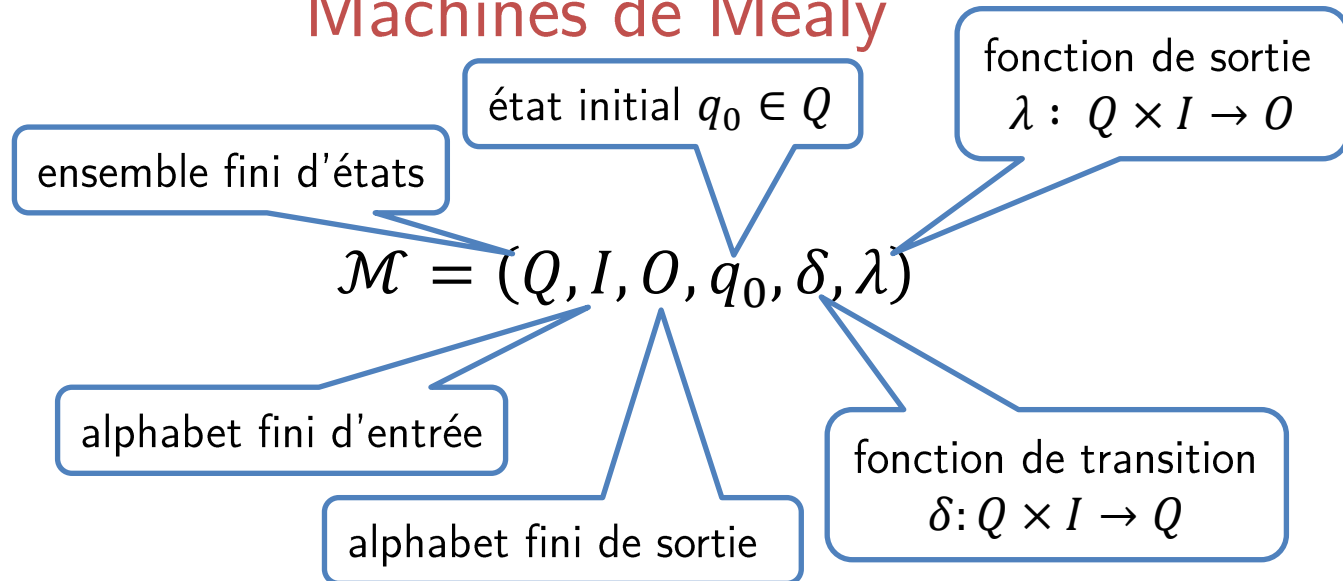 Machines de Mealy
fonction de sortie
λ : Q × I → O
état initial q₀ ∈ Q
ensemble fini d'états
ℳ = (Q, I, O, q₀, δ, λ)
alphabet fini d'entrée
fonction de transition
δ: Q × I → Q
alphabet fini de sortie